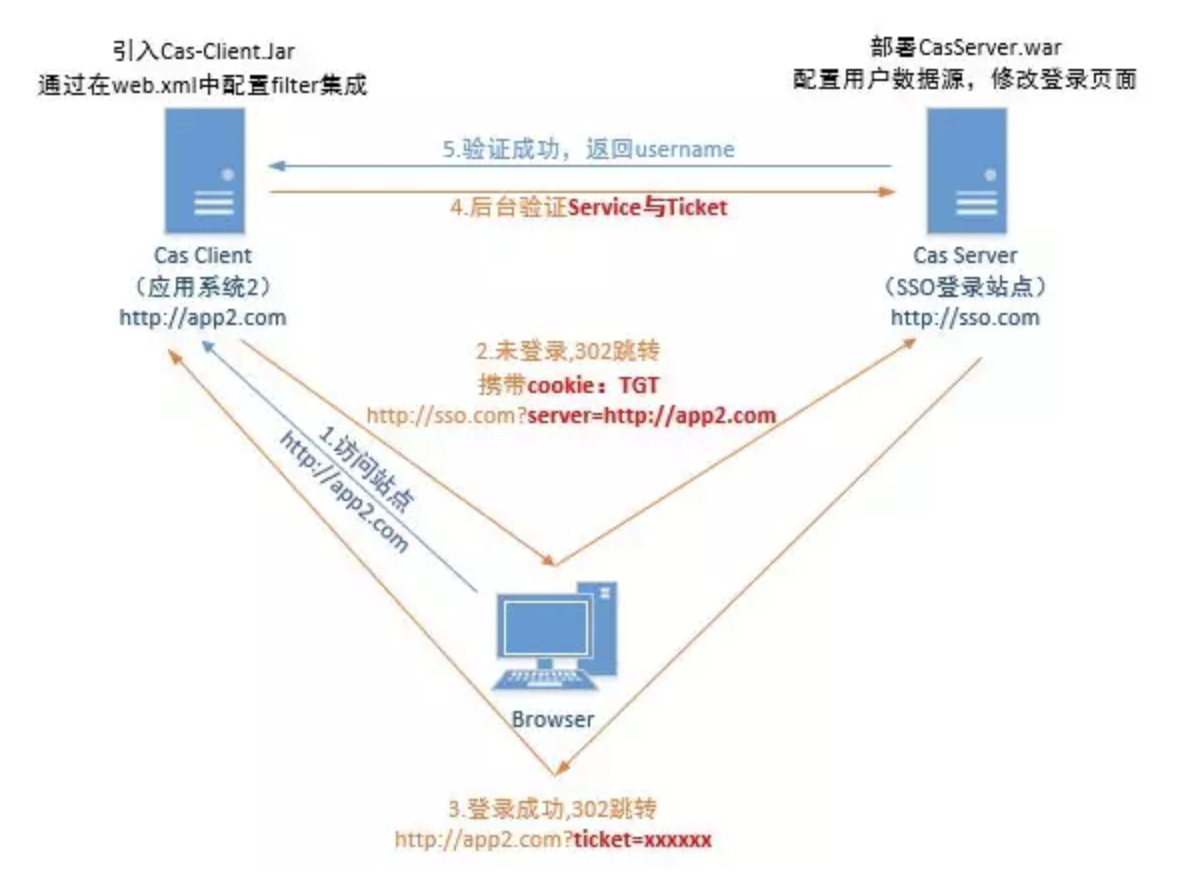 引入Cas-Client.Jar
通过在web.xml中配置filter集成
部署CasServer.war
配置用户数据源，修改登录页面
5.验证成功，返回username
4.后台验证Service与Ticket
Cas Client
（应用系统2）
http://app2.com
Cas Server
（SSO登录站点）
http://sso.com
2.未登录,302跳转
携带cookie：TGT
http://sso.com?server=http://app2.com
1.访问站点
http://app2.com
Browser
3.登录成功,302跳转
http://app2.com?ticket=xxxxxx